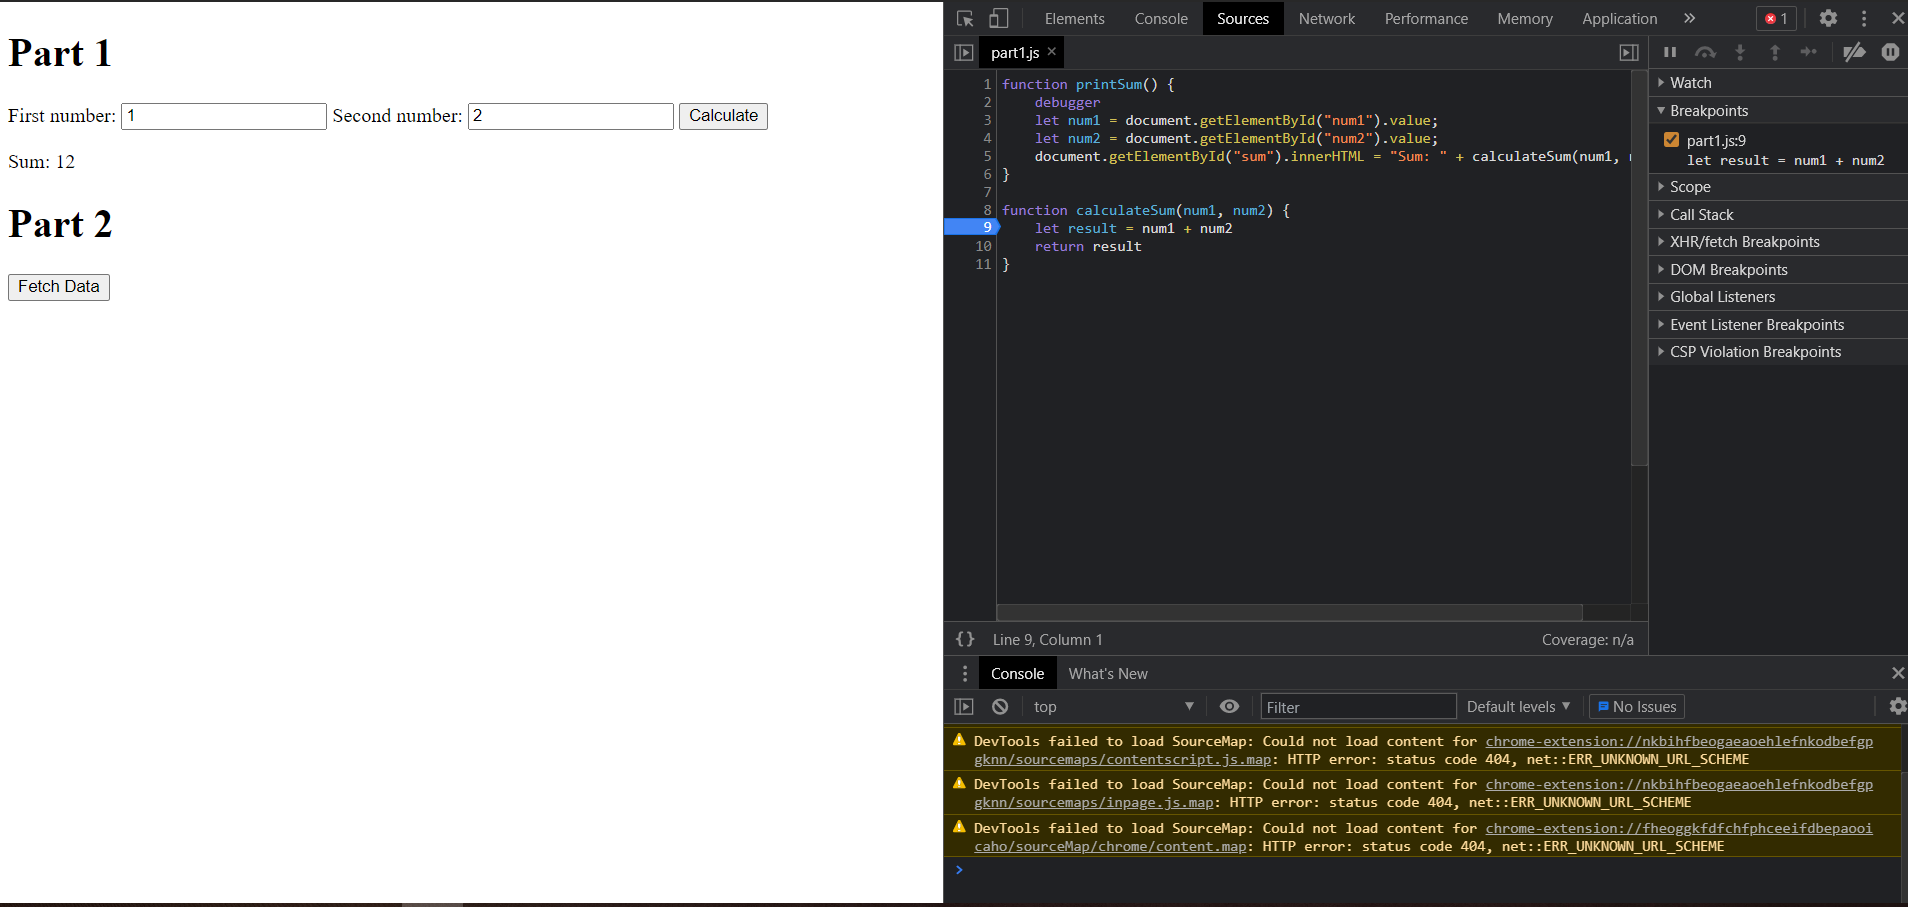 Part 1
First number: 1 Second number: 2 Calculate
Sum: 12
Part 2
Fetch Data
Elements Console Sources Network Performance Memory Application » 1
part1.js ×
1 function printSum() {
2     debugger
3     let num1 = document.getElementById("num1").value;
4     let num2 = document.getElementById("num2").value;
5     document.getElementById("sum").innerHTML = "Sum: " + calculateSum(num1,
6 }
7
8 function calculateSum(num1, num2) {
9     let result = num1 + num2
10     return result
11 }
{} Line 9, Column 1 Coverage: n/a
Watch
Breakpoints
part1.js:9
let result = num1 + num2
Scope
Call Stack
XHR/fetch Breakpoints
DOM Breakpoints
Global Listeners
Event Listener Breakpoints
CSP Violation Breakpoints
Console What's New
top Filter Default levels No Issues
DevTools failed to load SourceMap: Could not load content for chrome-extension://nkbihfbeogaeaoehlefnkodbefgp
gknn/sourcemaps/contentscript.js.map: HTTP error: status code 404, net::ERR_UNKNOWN_URL_SCHEME
DevTools failed to load SourceMap: Could not load content for chrome-extension://nkbihfbeogaeaoehlefnkodbefgp
gknn/sourcemaps/inpage.js.map: HTTP error: status code 404, net::ERR_UNKNOWN_URL_SCHEME
DevTools failed to load SourceMap: Could not load content for chrome-extension://fheoggkfdfchfphceeifdbepaooi
caho/sourceMap/chrome/content.map: HTTP error: status code 404, net::ERR_UNKNOWN_URL_SCHEME
>